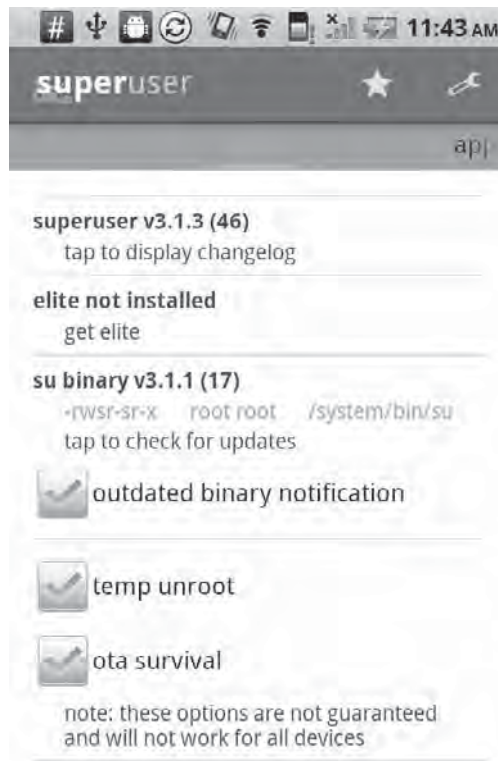 # 11:43 AM
superuser
app
superuser v3.1.3 (46)
tap to display changelog
elite not installed
get elite
su binary v3.1.1 (17)
-rwsr-sr-x root root /system/bin/su
tap to check for updates
outdated binary notification
temp unroot
ota survival
note: these options are not guaranteed
and will not work for all devices